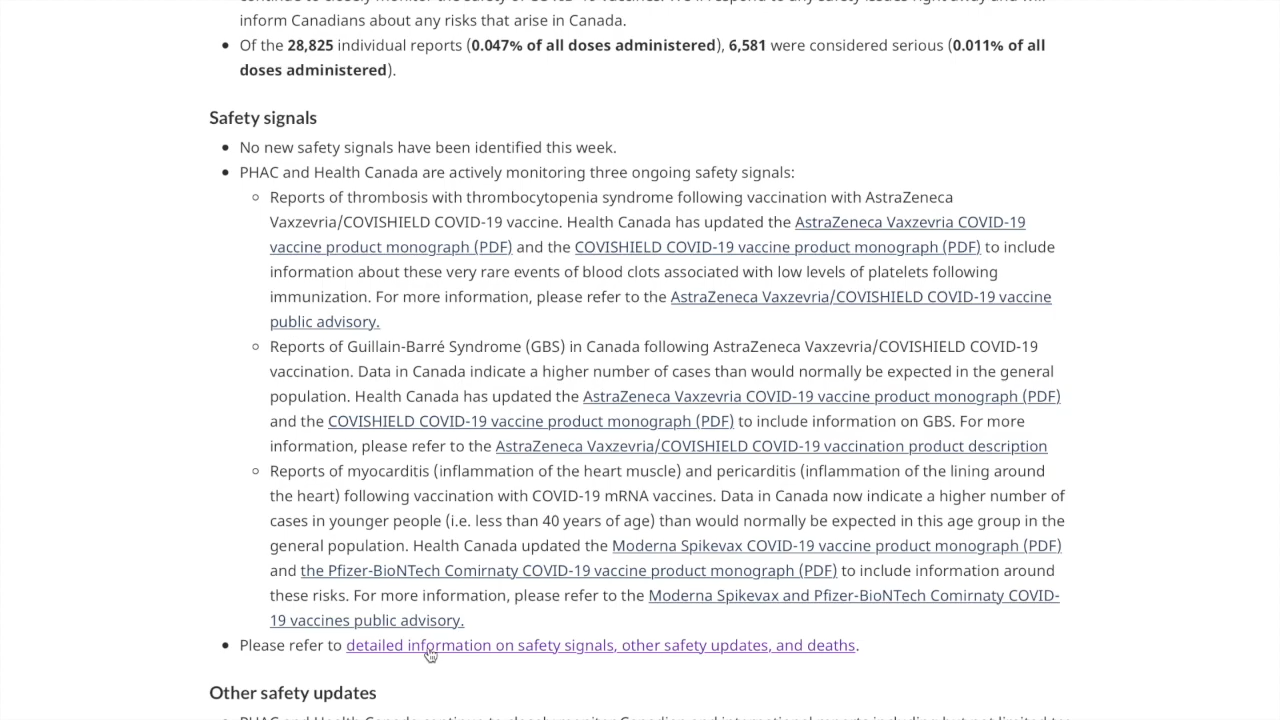 inform Canadians about any risks that arise in Canada.
Of the 28,825 individual reports (0.047% of all doses administered), 6,581 were considered serious (0.011% of all
doses administered).
Safety signals
No new safety signals have been identified this week.
PHAC and Health Canada are actively monitoring three ongoing safety signals:
Reports of thrombosis with thrombocytopenia syndrome following vaccination with AstraZeneca
Vaxzevria/COVISHIELD COVID-19 vaccine. Health Canada has updated the AstraZeneca Vaxzevria COVID-19
vaccine product monograph (PDF) and the COVISHIELD COVID-19 vaccine product monograph (PDF) to include
information about these very rare events of blood clots associated with low levels of platelets following
immunization. For more information, please refer to the AstraZeneca Vaxzevria/COVISHIELD COVID-19 vaccine
public advisory.
Reports of Guillain-Barré Syndrome (GBS) in Canada following AstraZeneca Vaxzevria/COVISHIELD COVID-19
vaccination. Data in Canada indicate a higher number of cases than would normally be expected in the general
population. Health Canada has updated the AstraZeneca Vaxzevria COVID-19 vaccine product monograph (PDF)
and the COVISHIELD COVID-19 vaccine product monograph (PDF) to include information on GBS. For more
information, please refer to the AstraZeneca Vaxzevria/COVISHIELD COVID-19 vaccination product description
Reports of myocarditis (inflammation of the heart muscle) and pericarditis (inflammation of the lining around
the heart) following vaccination with COVID-19 mRNA vaccines. Data in Canada now indicate a higher number of
cases in younger people (i.e. less than 40 years of age) than would normally be expected in this age group in the
general population. Health Canada updated the Moderna Spikevax COVID-19 vaccine product monograph (PDF)
and the Pfizer-BioNTech Comirnaty COVID-19 vaccine product monograph (PDF) to include information around
these risks. For more information, please refer to the Moderna Spikevax and Pfizer-BioNTech Comirnaty COVID-
19 vaccines public advisory.
Please refer to detailed information on safety signals, other safety updates, and deaths.
Other safety updates